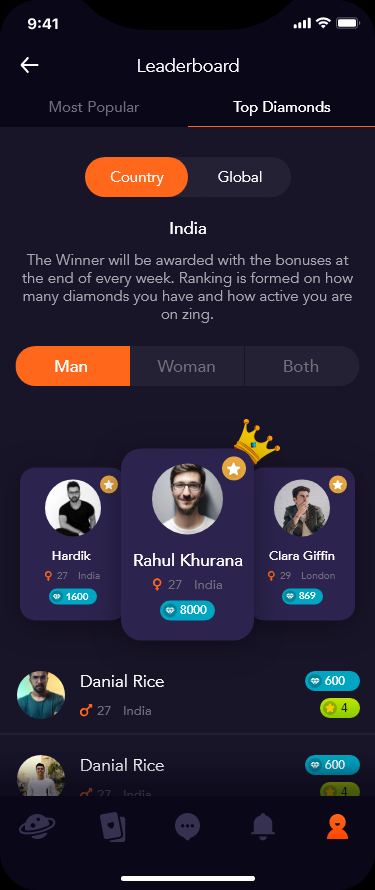 9:41
Leaderboard
Most Popular
Top Diamonds
Country
Global
India
The Winner will be awarded with the bonuses at
the end of every week. Ranking is formed on how
many diamonds you have and how active you are
on zing.
Man
Woman
Both
Hardik
27 India
1600
Rahul Khurana
27 India
8000
Clara Giffin
29 London
869
Danial Rice
600
27 India
4
Danial Rice
600
27 India
4